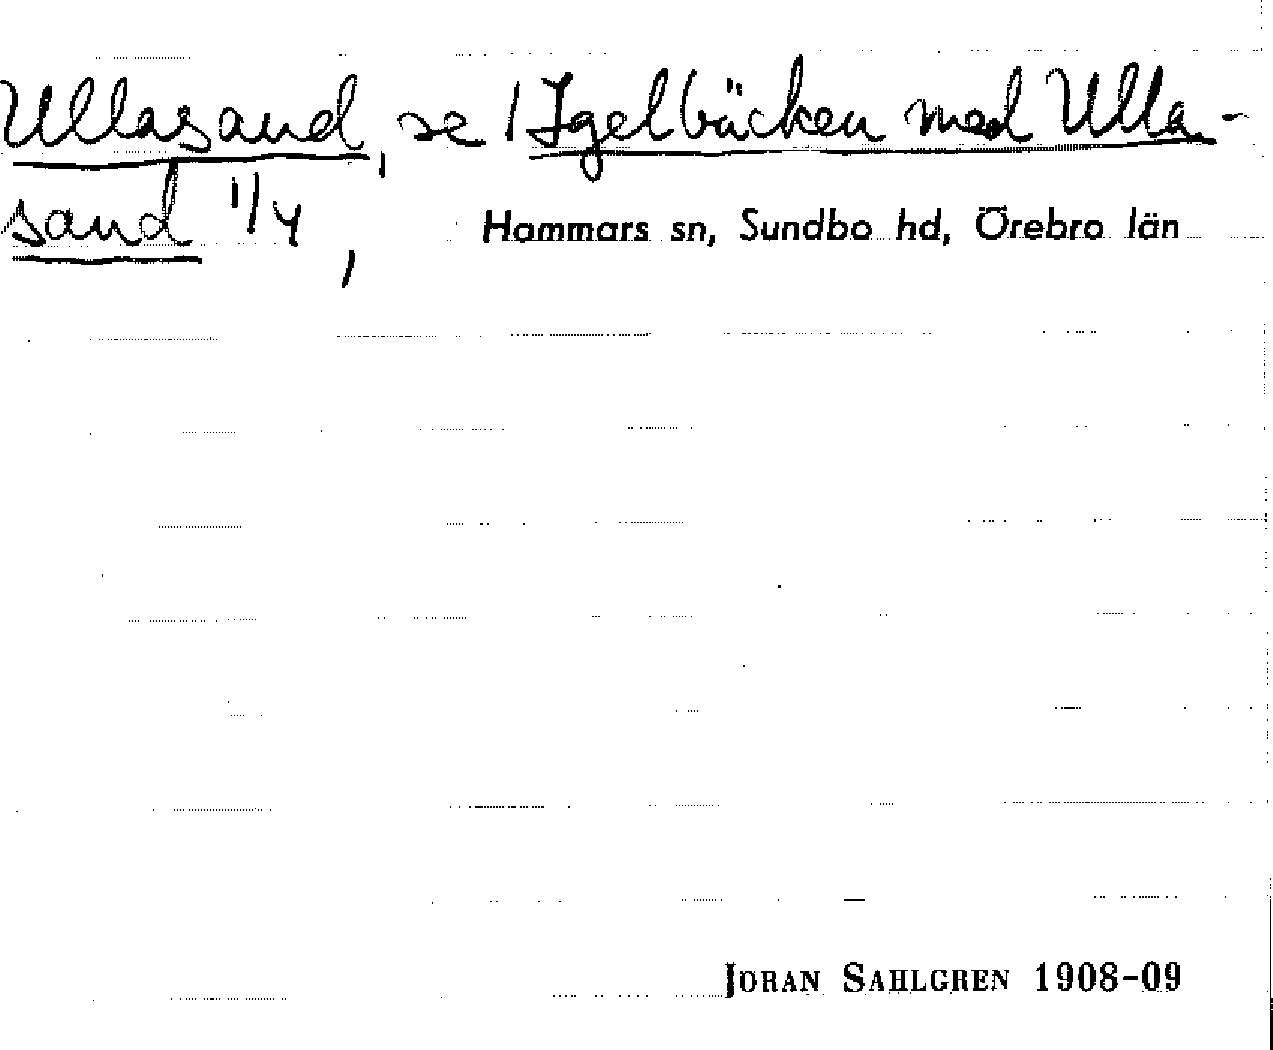 Ullasand, se 1 Igelbäcken med Ulla-
sand 1/4, Hammars sn, Sundbo hd, Örebro län
JORAN SAHLGREN 1908-09